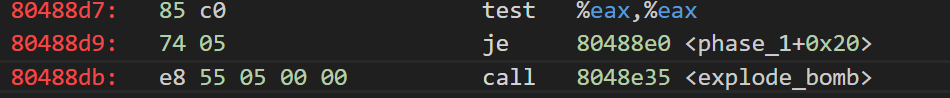 80488d7: 85 c0 test %eax,%eax
80488d9: 74 05 je 80488e0 <phase_1+0x20>
80488db: e8 55 05 00 00 call 8048e35 <explode_bomb>